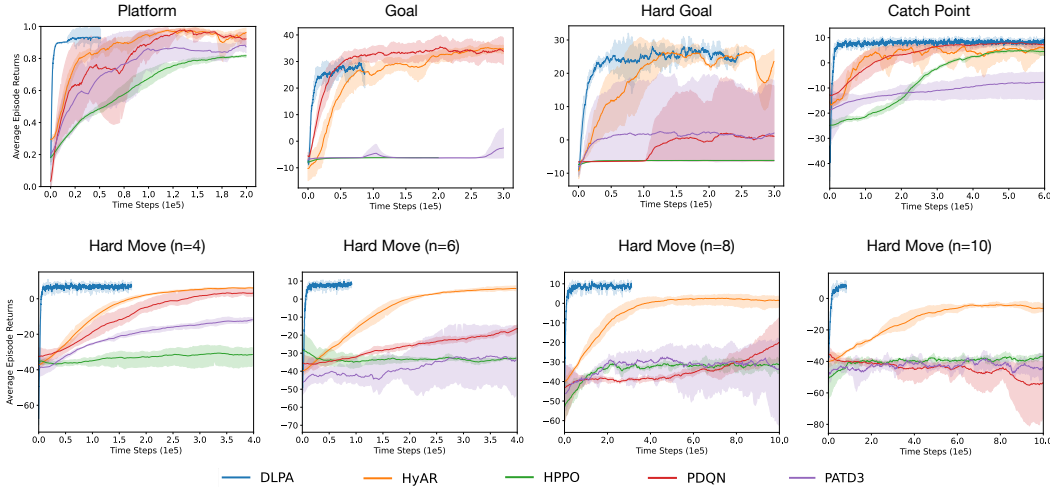 Platform
Goal
Hard Goal
Catch Point
Average Episode Returns
1.0
0.8
0.6
0.4
0.2
0.0
0.0 0.2 0.5 0.8 1.0 1.2 1.5 1.8 2.0
Time Steps (1e5)
40
30
20
10
0
−10
0.0 0.5 1.0 1.5 2.0 2.5 3.0
Time Steps (1e5)
30
20
10
0
−10
0.0 0.5 1.0 1.5 2.0 2.5 3.0
Time Steps (1e5)
10
0
−10
−20
−30
−40
0.0 1.0 2.0 3.0 4.0 5.0 6.0
Time Steps (1e5)
Hard Move (n=4)
Hard Move (n=6)
Hard Move (n=8)
Hard Move (n=10)
Average Episode Returns
0
−20
−40
−60
0.0 0.5 1.0 1.5 2.0 2.5 3.0 3.5 4.0
Time Steps (1e5)
10
0
−10
−20
−30
−40
−50
−60
−70
0.0 0.5 1.0 1.5 2.0 2.5 3.0 3.5 4.0
Time Steps (1e5)
10
0
−10
−20
−30
−40
−50
−60
0.0 2.0 4.0 6.0 8.0 10.0
Time Steps (1e5)
0
−20
−40
−60
−80
0.0 2.0 4.0 6.0 8.0 10.0
Time Steps (1e5)
DLPA HyAR HPPO PDQN PATD3